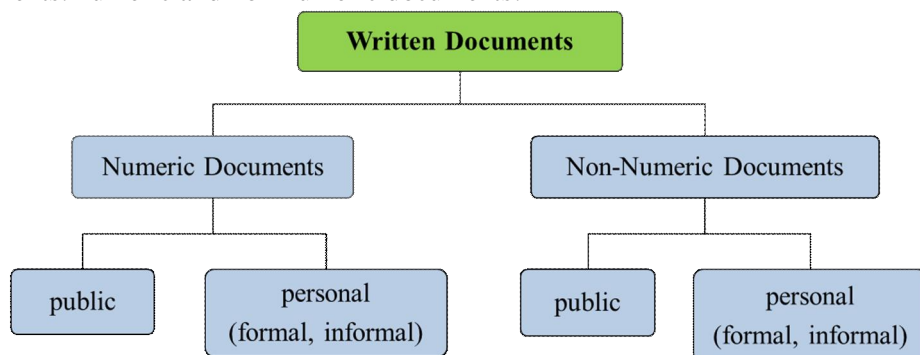 Written Documents
Numeric Documents
Non-Numeric Documents
public
personal
(formal, informal)
public
personal
(formal, informal)